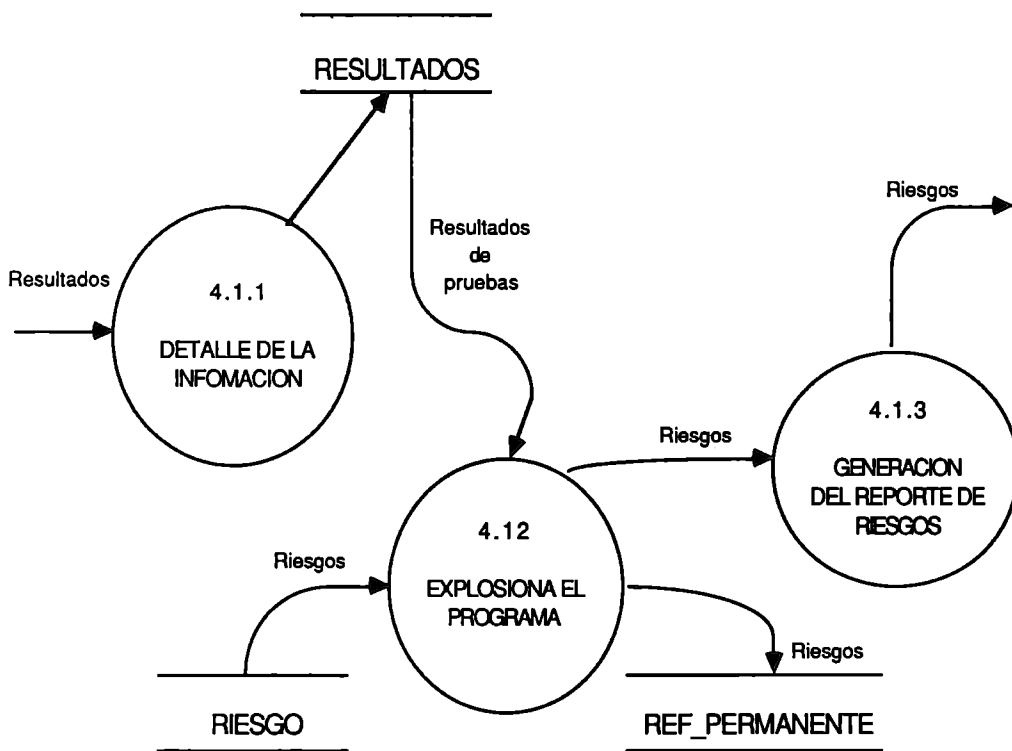 RESULTADOS
Riesgos
Resultados
de
pruebas
Resultados
4.1.1
DETALLE DE LA
INFOMACION
4.1.3
GENERACION
DEL REPORTE DE
RIESGOS
Riesgos
4.12
EXPLOSIONA EL
PROGRAMA
Riesgos
Riesgos
RIESGO
REF_PERMANENTE